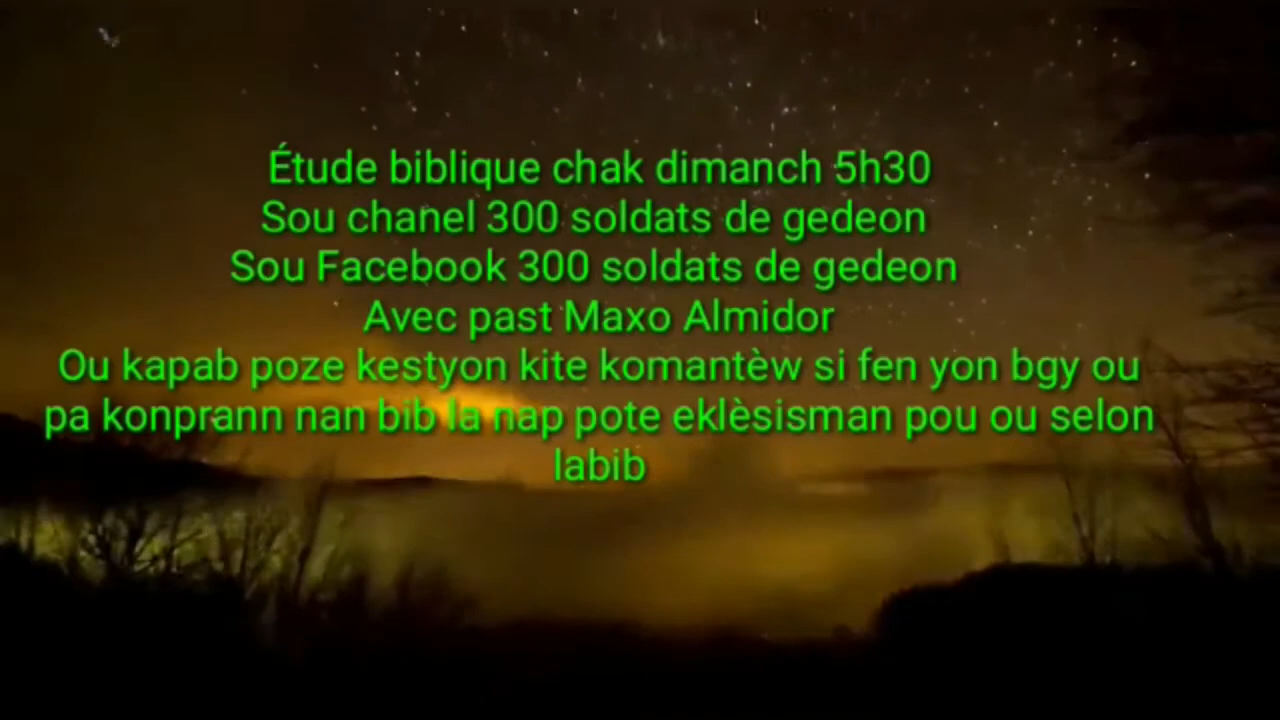 Étude biblique chak dimanch 5h30
Sou chanel 300 soldats de gedeon
Sou Facebook 300 soldats de gedeon
Avec past Maxo Almidor
Ou kapab poze kestyon kite komantèw si fen yon bgy ou
pa konprann nan bib la nap pote eklèsisman pou ou selon
labib